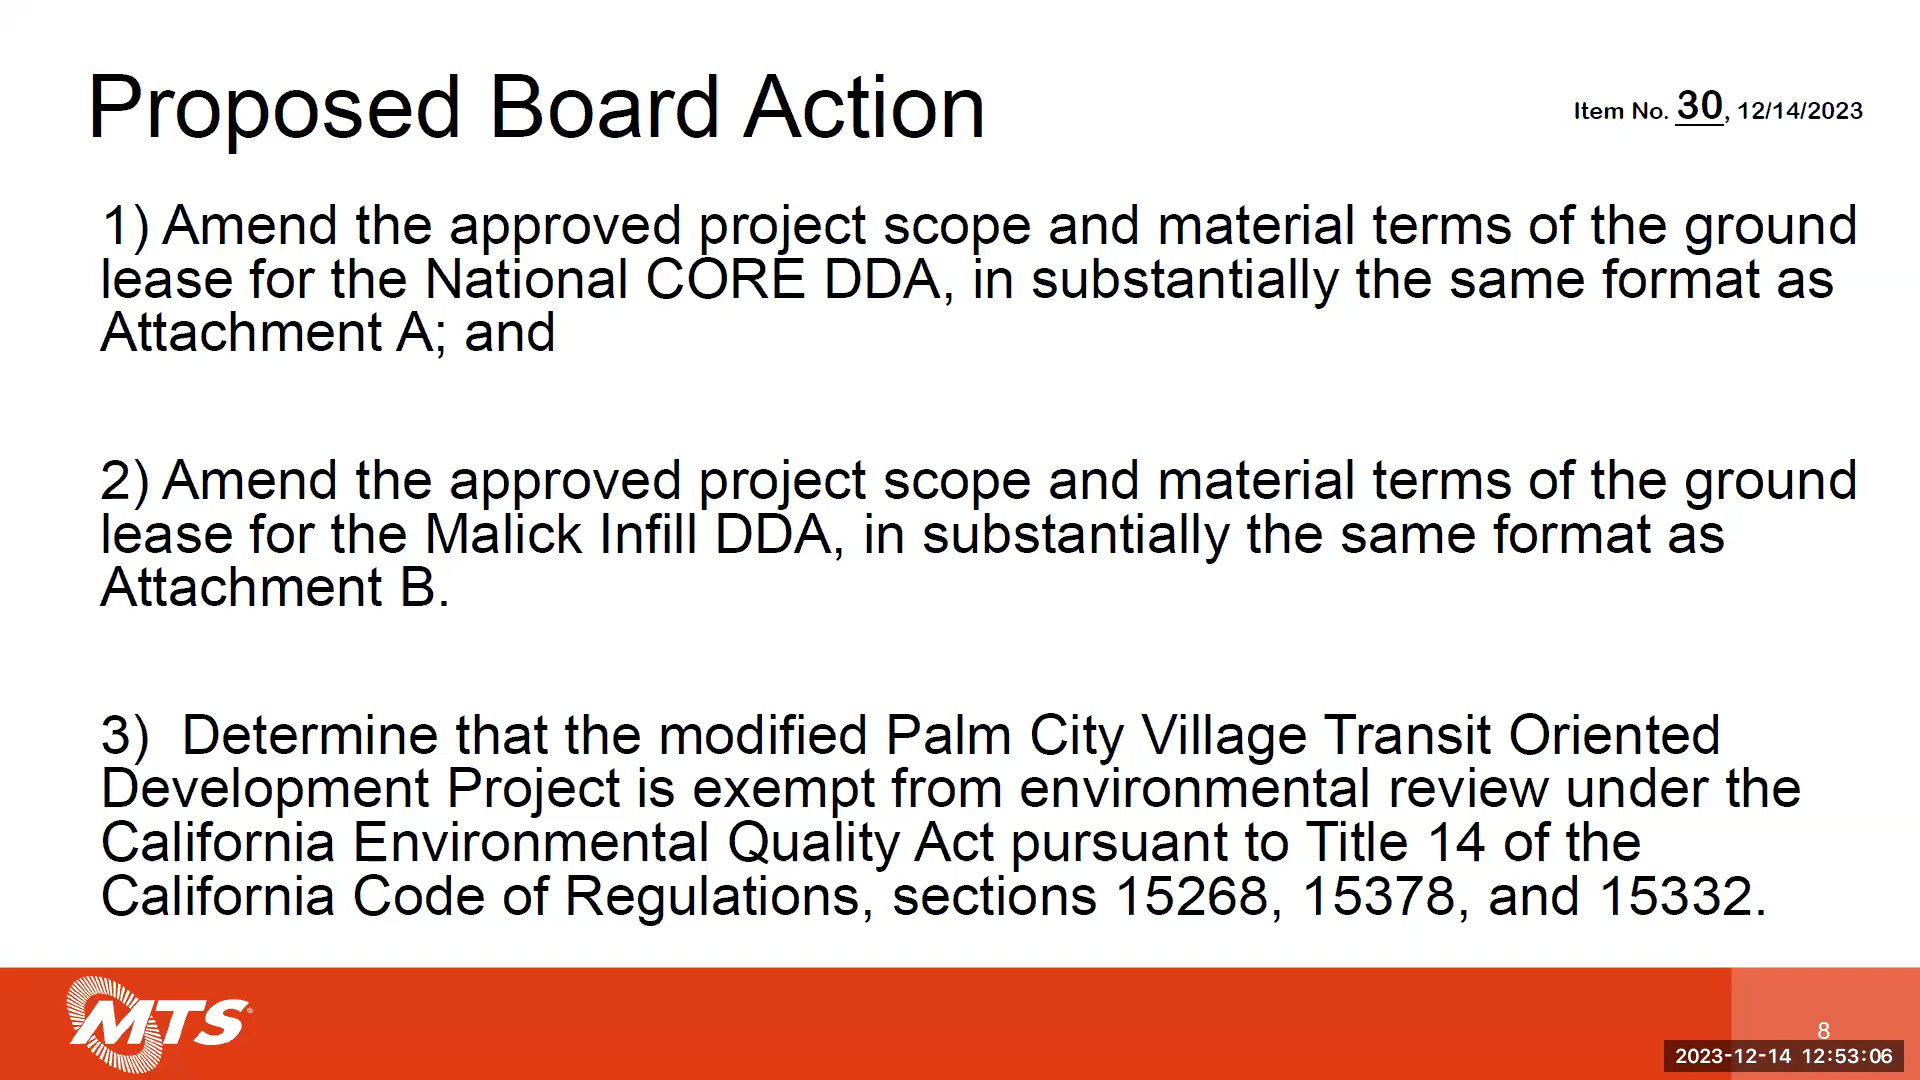 Proposed Board Action
Item No. 30, 12/14/2023
1) Amend the approved project scope and material terms of the ground
lease for the National CORE DDA, in substantially the same format as
Attachment A; and
2) Amend the approved project scope and material terms of the ground
lease for the Malick Infill DDA, in substantially the same format as
Attachment B.
3) Determine that the modified Palm City Village Transit Oriented
Development Project is exempt from environmental review under the
California Environmental Quality Act pursuant to Title 14 of the
California Code of Regulations, sections 15268, 15378, and 15332.
MTS®
8
2023-12-14 12:53:06